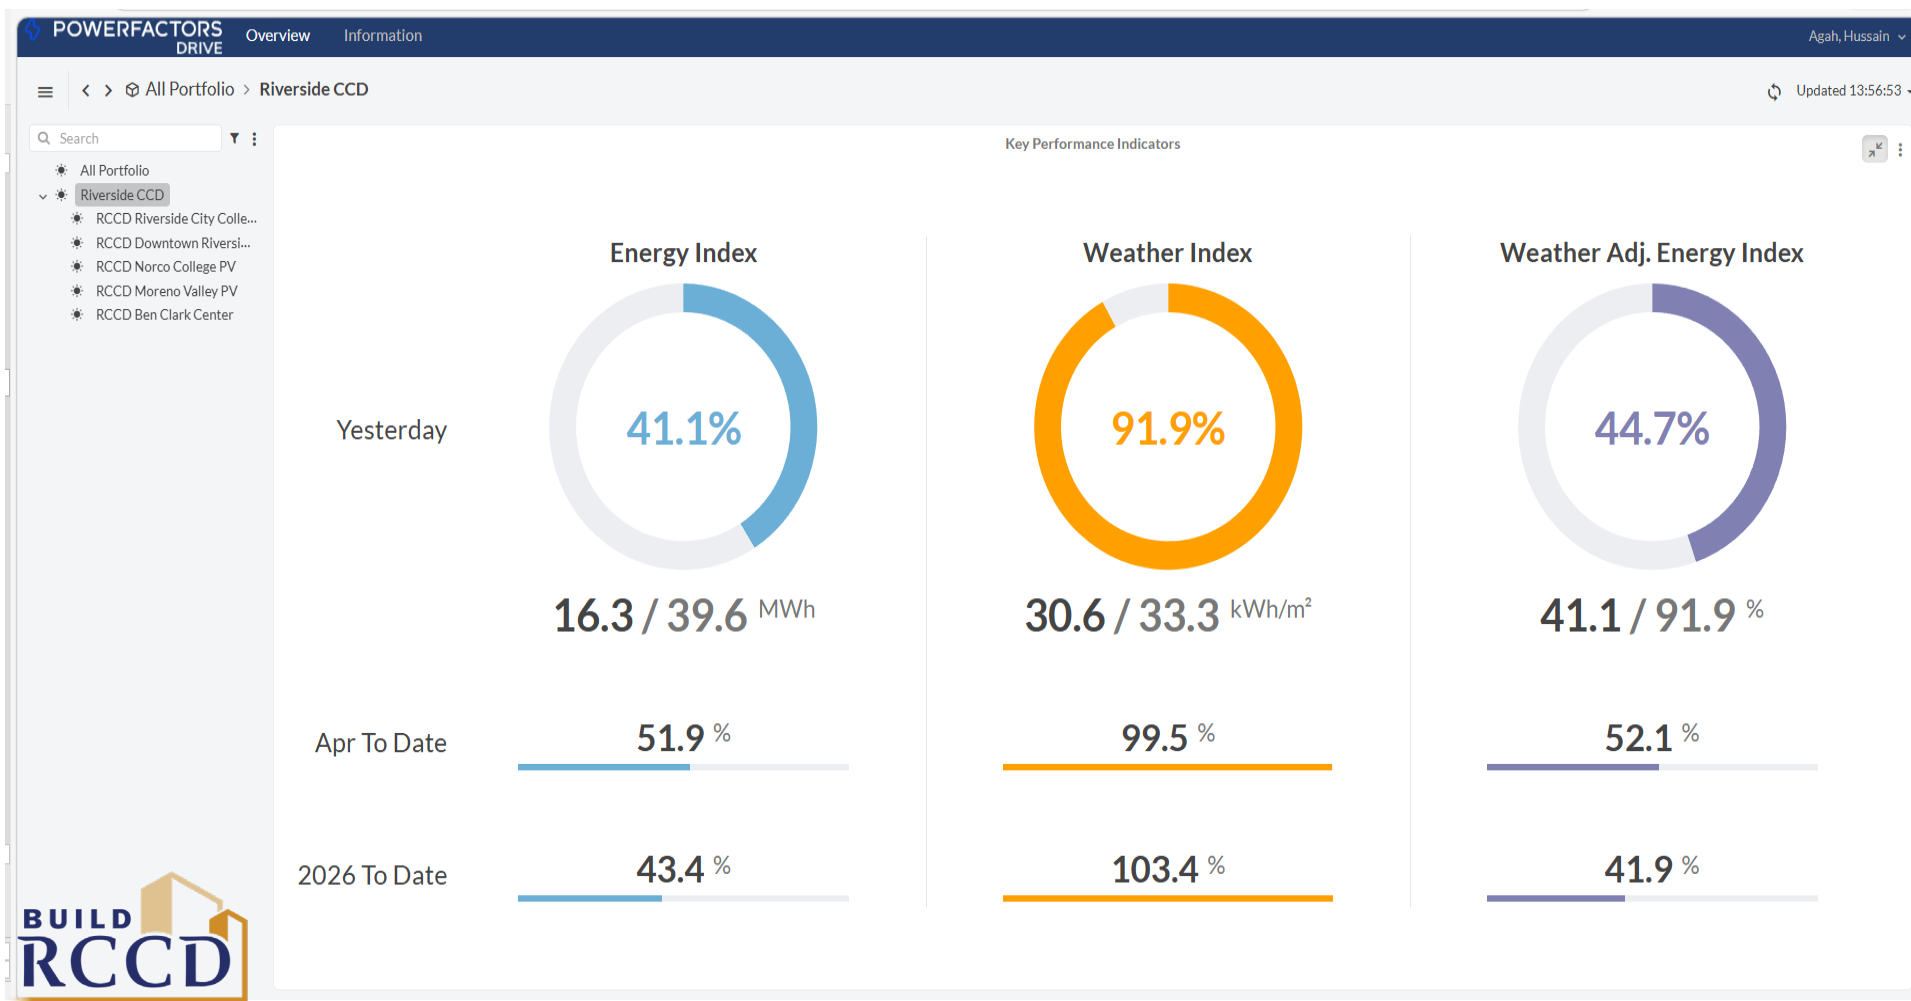 POWERFACTORS
DRIVE
Overview
Information
Agah, Hussain
All Portfolio > Riverside CCD
Updated 13:56:53
Search
All Portfolio
Riverside CCD
RCCD Riverside City Colle...
RCCD Downtown Riversi...
RCCD Norco College PV
RCCD Moreno Valley PV
RCCD Ben Clark Center
Key Performance Indicators
Energy Index
Weather Index
Weather Adj. Energy Index
Yesterday
41.1%
91.9%
44.7%
16.3 / 39.6 MWh
30.6 / 33.3 kWh/m²
41.1 / 91.9 %
Apr To Date
51.9 %
99.5 %
52.1 %
2026 To Date
43.4 %
103.4 %
41.9 %
BUILD
RCCD